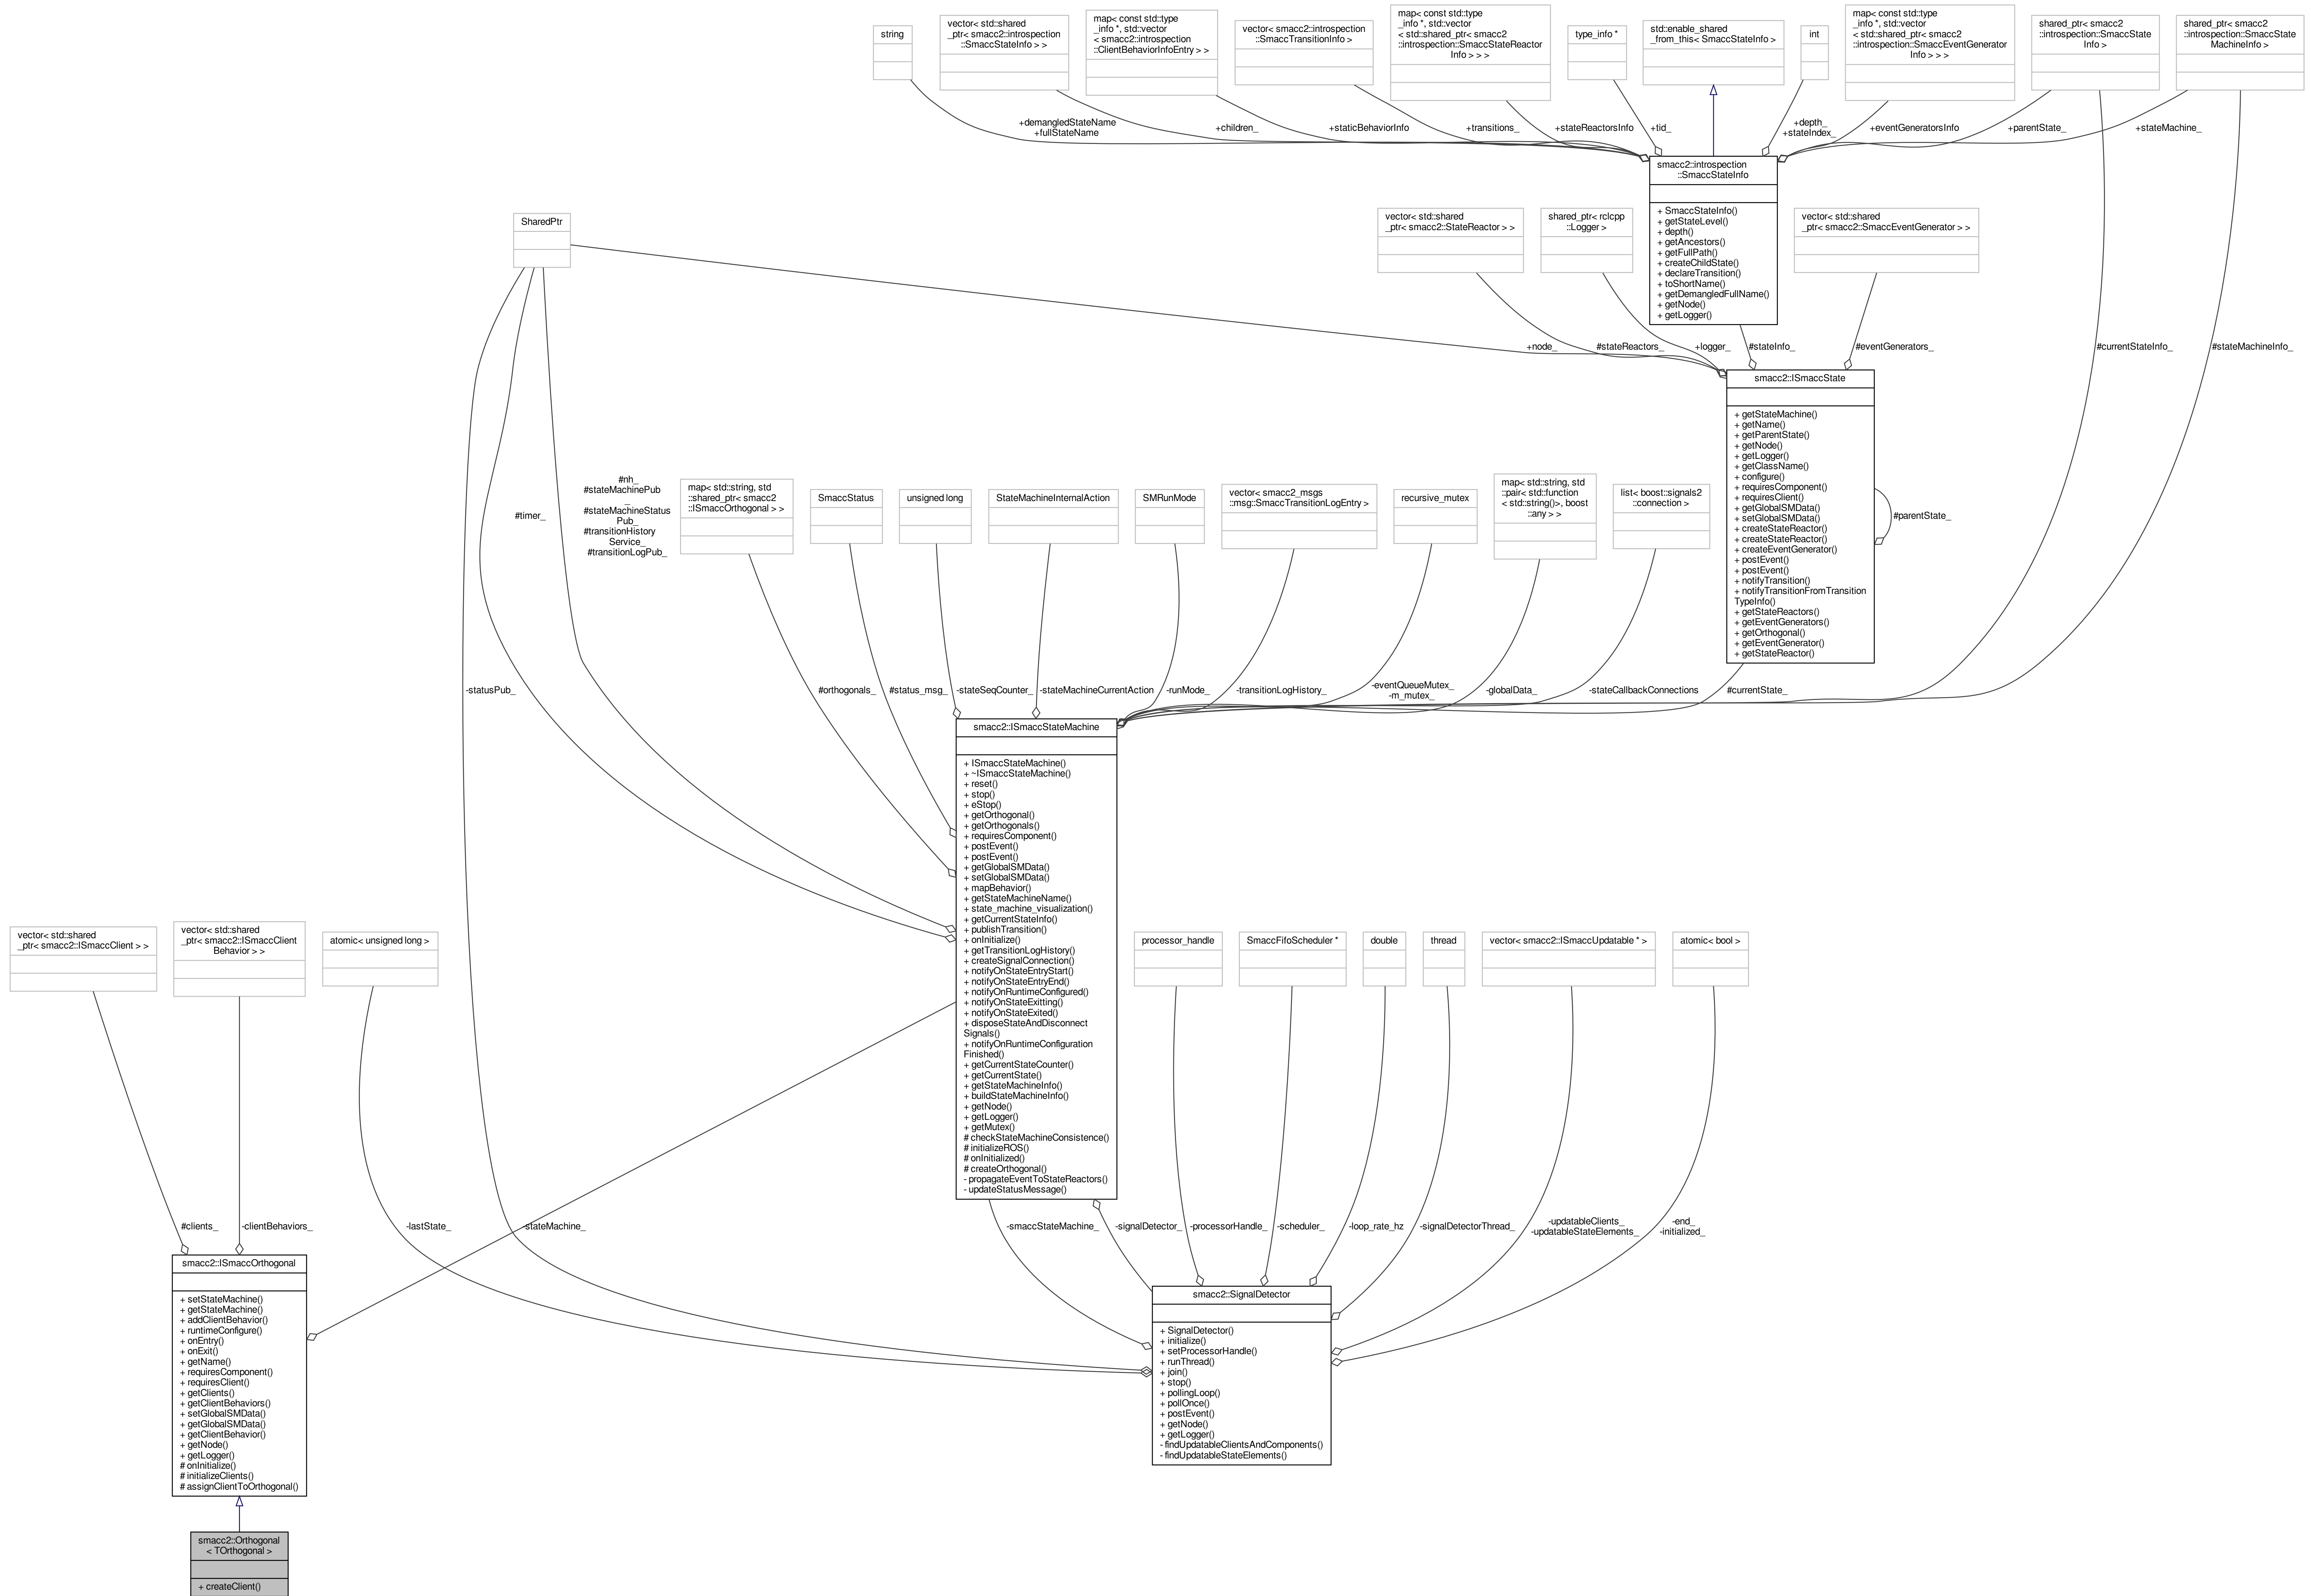 string
vector< std::shared
_ptr< smacc2::introspection
::SmaccStateInfo > >
map< const std::type
_info *, std::vector
< smacc2::introspection
::ClientBehaviorInfoEntry > >
vector< smacc2::introspection
::SmaccTransitionInfo >
map< const std::type
_info *, std::vector
< std::shared_ptr< smacc2
::introspection::SmaccStateReactor
Info > > >
type_info *
std::enable_shared
_from_this< SmaccStateInfo >
int
map< const std::type
_info *, std::vector
< std::shared_ptr< smacc2
::introspection::SmaccEventGenerator
Info > > >
shared_ptr< smacc2
::introspection::SmaccState
Info >
shared_ptr< smacc2
::introspection::SmaccState
MachineInfo >
+demangledStateName
+fullStateName
+children_
+staticBehaviorInfo
+transitions_
+stateReactorsInfo
+tid_
+depth_
+stateIndex_
+eventGeneratorsInfo
+parentState_
+stateMachine_
smacc2::introspection
::SmaccStateInfo
+ SmaccStateInfo()
+ getStateLevel()
+ depth()
+ getAncestors()
+ getFullPath()
+ createChildState()
+ declareTransition()
+ toShortName()
+ getDemangledFullName()
+ getNode()
+ getLogger()
SharedPtr
vector< std::shared
_ptr< smacc2::StateReactor > >
shared_ptr< rclcpp
::Logger >
vector< std::shared
_ptr< smacc2::SmaccEventGenerator > >
+node_
#stateReactors_
+logger_
#stateInfo_
#eventGenerators_
#currentStateInfo_
#stateMachineInfo_
smacc2::ISmaccState
+ getStateMachine()
+ getName()
+ getParentState()
+ getNode()
+ getLogger()
+ getClassName()
+ configure()
+ requiresComponent()
+ requiresClient()
+ getGlobalSMData()
+ setGlobalSMData()
+ createStateReactor()
+ createStateReactor()
+ createEventGenerator()
+ postEvent()
+ postEvent()
+ notifyTransition()
+ notifyTransitionFromTransition
TypeInfo()
+ getStateReactors()
+ getEventGenerators()
+ getOrthogonal()
+ getEventGenerator()
+ getStateReactor()
#parentState_
#timer_
#nh_
#stateMachinePub
_
#stateMachineStatus
Pub_
#transitionHistory
Service_
#transitionLogPub_
map< std::string, std
::shared_ptr< smacc2
::ISmaccOrthogonal > >
SmaccStatus
unsigned long
StateMachineInternalAction
SMRunMode
vector< smacc2_msgs
::msg::SmaccTransitionLogEntry >
recursive_mutex
map< std::string, std
::pair< std::function
< std::string()>, boost
::any > >
list< boost::signals2
::connection >
-statusPub_
#orthogonals_
#status_msg_
-stateSeqCounter_
-stateMachineCurrentAction
-runMode_
-transitionLogHistory_
-eventQueueMutex_
-m_mutex_
-globalData_
-stateCallbackConnections
#currentState_
smacc2::ISmaccStateMachine
+ ISmaccStateMachine()
+ ~ISmaccStateMachine()
+ reset()
+ stop()
+ eStop()
+ getOrthogonal()
+ getOrthogonals()
+ requiresComponent()
+ postEvent()
+ postEvent()
+ getGlobalSMData()
+ setGlobalSMData()
+ mapBehavior()
+ getStateMachineName()
+ state_machine_visualization()
+ getCurrentStateInfo()
+ publishTransition()
+ onInitialize()
+ getTransitionLogHistory()
+ createSignalConnection()
+ notifyOnStateEntryStart()
+ notifyOnStateEntryEnd()
+ notifyOnRuntimeConfigured()
+ notifyOnStateExitting()
+ notifyOnStateExited()
+ disposeStateAndDisconnect
Signals()
+ notifyOnRuntimeConfiguration
Finished()
+ getCurrentStateCounter()
+ getCurrentState()
+ getStateMachineInfo()
+ buildStateMachineInfo()
+ getNode()
+ getLogger()
+ getMutex()
# checkStateMachineConsistence()
# initializeROS()
# onInitialized()
# createOrthogonal()
- propagateEventToStateReactors()
- updateStatusMessage()
vector< std::shared
_ptr< smacc2::ISmaccClient > >
vector< std::shared
_ptr< smacc2::ISmaccClient
Behavior > >
atomic< unsigned long >
processor_handle
SmaccFifoScheduler *
double
thread
vector< smacc2::ISmaccUpdatable * >
atomic< bool >
#clients_
-clientBehaviors_
-lastState_
-stateMachine_
-smaccStateMachine_
-signalDetector_
-processorHandle_
-scheduler_
-loop_rate_hz
-signalDetectorThread_
-updatableClients_
-updatableStateElements_
-end_
-initialized_
smacc2::ISmaccOrthogonal
+ setStateMachine()
+ getStateMachine()
+ addClientBehavior()
+ runtimeConfigure()
+ onEntry()
+ onExit()
+ getName()
+ requiresComponent()
+ requiresClient()
+ getClients()
+ getClientBehaviors()
+ setGlobalSMData()
+ getGlobalSMData()
+ getClientBehavior()
+ getNode()
+ getLogger()
# onInitialize()
# initializeClients()
# assignClientToOrthogonal()
smacc2::SignalDetector
+ SignalDetector()
+ initialize()
+ setProcessorHandle()
+ runThread()
+ join()
+ stop()
+ pollingLoop()
+ pollOnce()
+ postEvent()
+ getNode()
+ getLogger()
- findUpdatableClientsAndComponents()
- findUpdatableStateElements()
smacc2::Orthogonal
< TOrthogonal >
+ createClient()